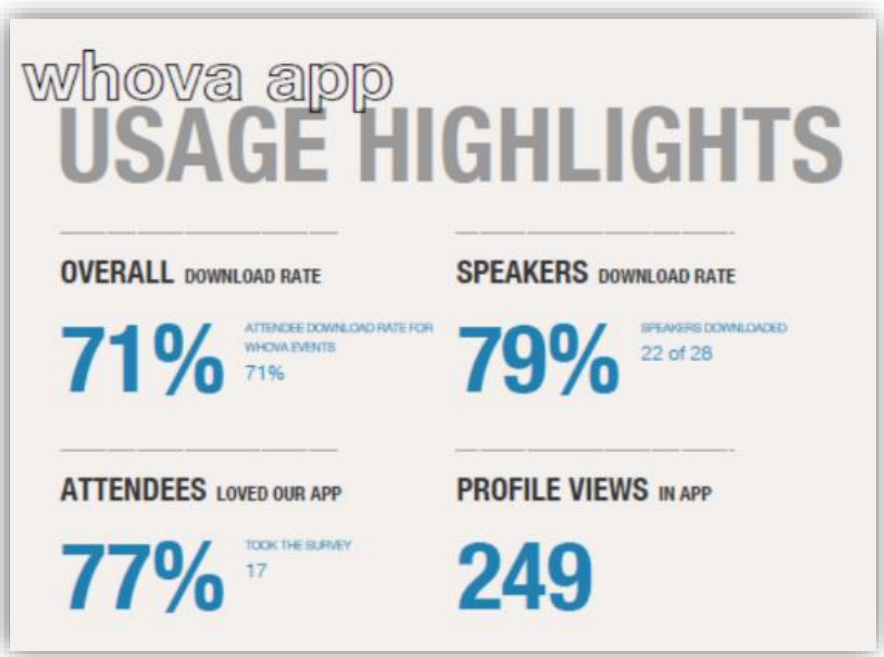 whova app
USAGE HIGHLIGHTS
OVERALL DOWNLOAD RATE
71%
ATTENDEE DOWNLOAD RATE FOR
WHOVA EVENTS
71%
SPEAKERS DOWNLOAD RATE
79%
SPEAKERS DOWNLOADED
22 of 28
ATTENDEES LOVED OUR APP
77%
TOOK THE SURVEY
17
PROFILE VIEWS IN APP
249